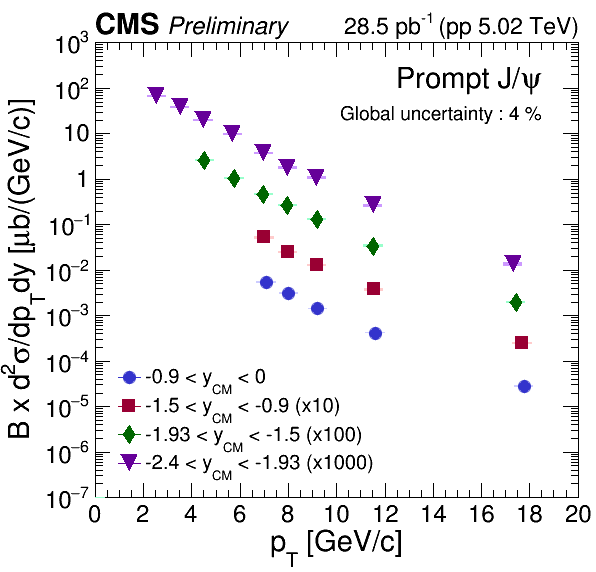 CMS Preliminary 28.5 pb⁻¹ (pp 5.02 TeV)
Prompt J/ψ
Global uncertainty : 4 %
B x d²σ/dp_T dy [μb/(GeV/c)]
10³
10²
10
1
10⁻¹
10⁻²
10⁻³
10⁻⁴
10⁻⁵
10⁻⁶
10⁻⁷
-0.9 < y_CM < 0
-1.5 < y_CM < -0.9 (x10)
-1.93 < y_CM < -1.5 (x100)
-2.4 < y_CM < -1.93 (x1000)
0 2 4 6 8 10 12 14 16 18 20
p_T [GeV/c]